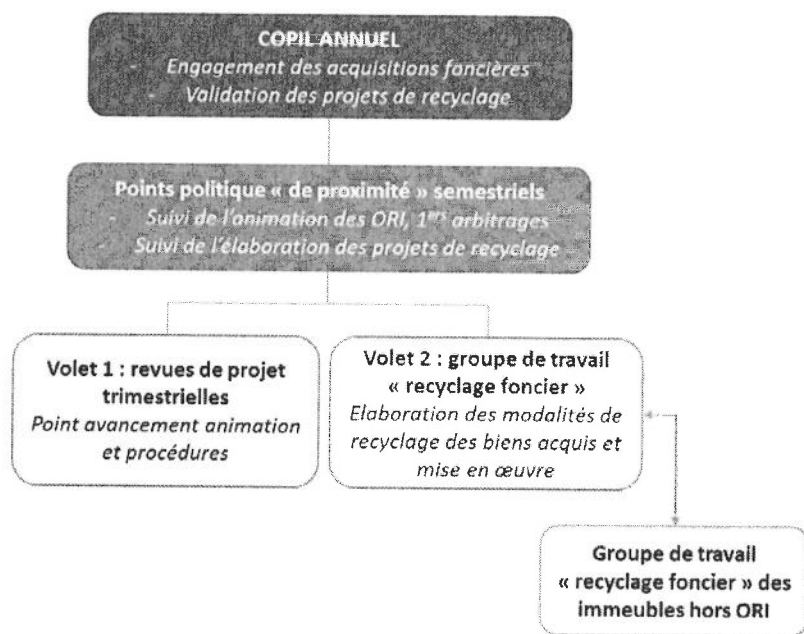 COPIL ANNUEL
- Engagement des acquisitions foncières
- Validation des projets de recyclage
Points politique « de proximité » semestriels
- Suivi de l'animation des ORI, 1ers arbitrages
- Suivi de l'élaboration des projets de recyclage
Volet 1 : revues de projet
trimestrielles
Point avancement animation
et procédures
Volet 2 : groupe de travail
« recyclage foncier »
Elaboration des modalités de
recyclage des biens acquis et
mise en œuvre
Groupe de travail
« recyclage foncier » des
immeubles hors ORI